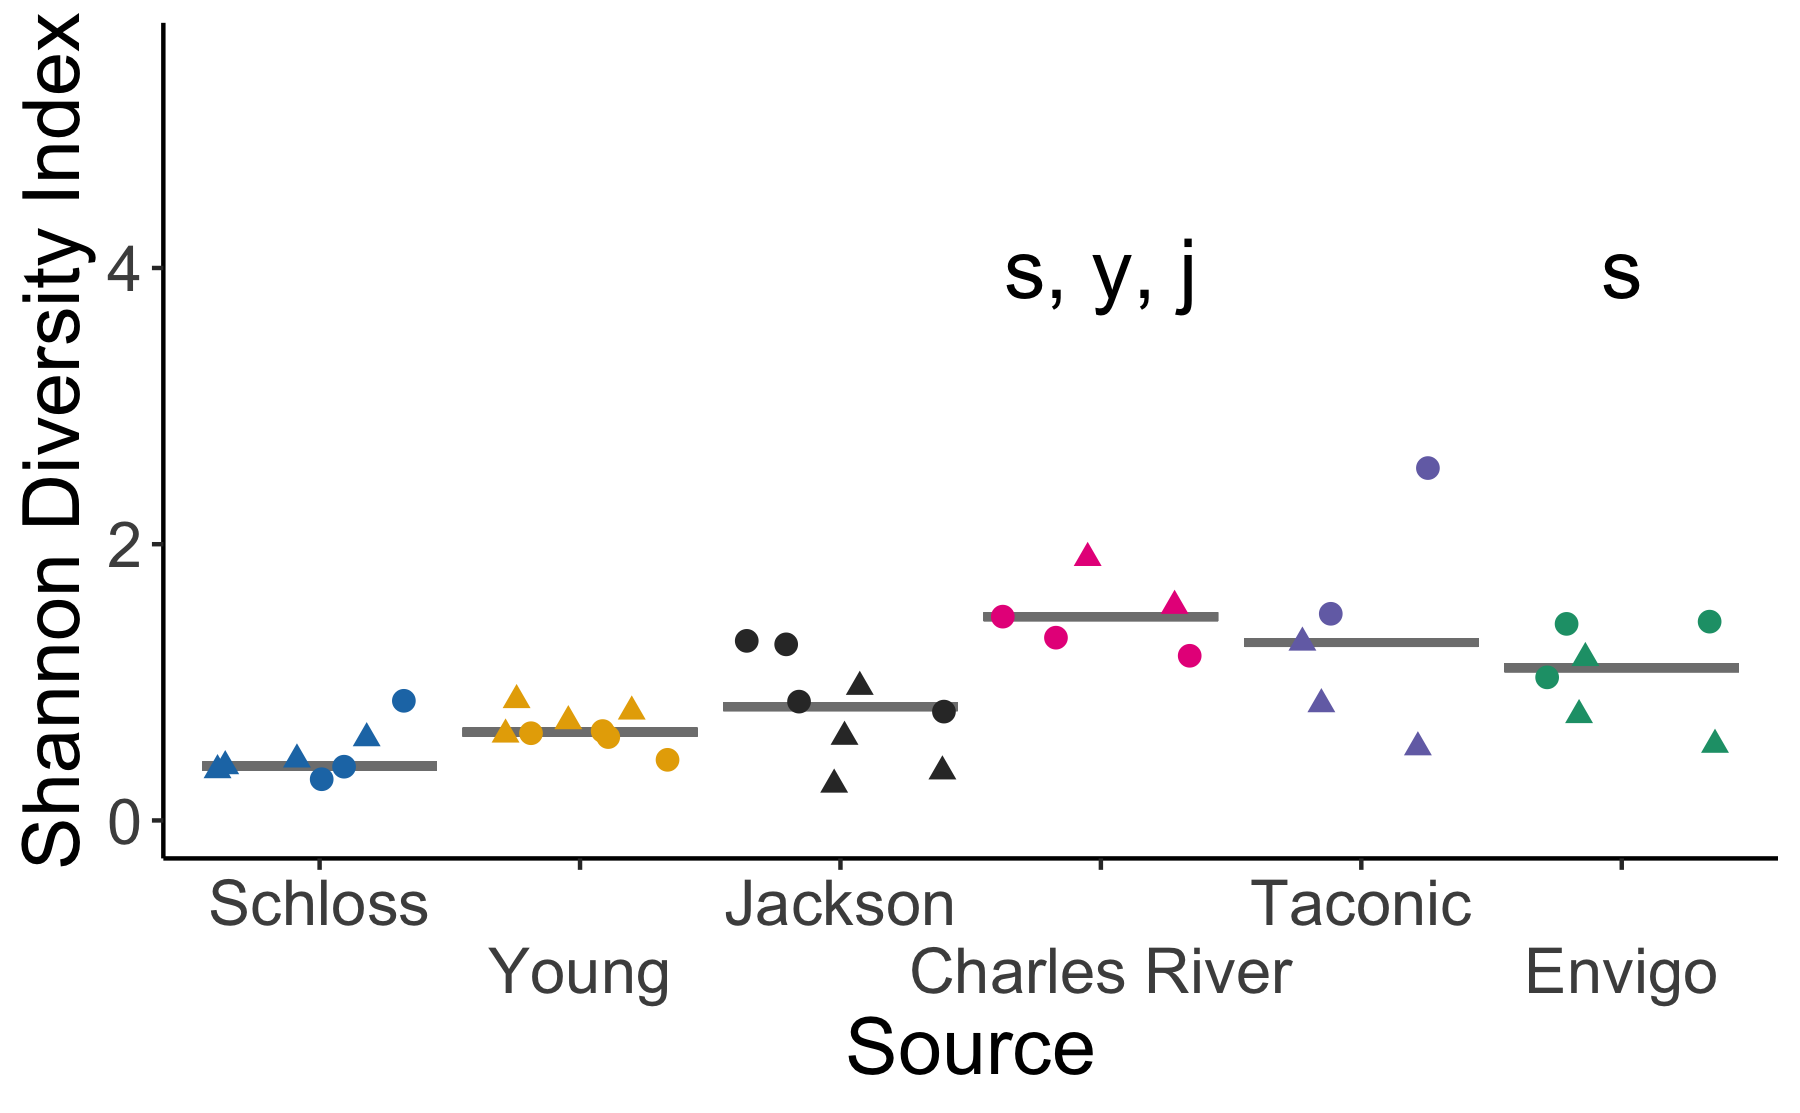 Shannon Diversity Index
4
2
0
s, y, j
s
Schloss
Jackson
Taconic
Young
Charles River
Envigo
Source